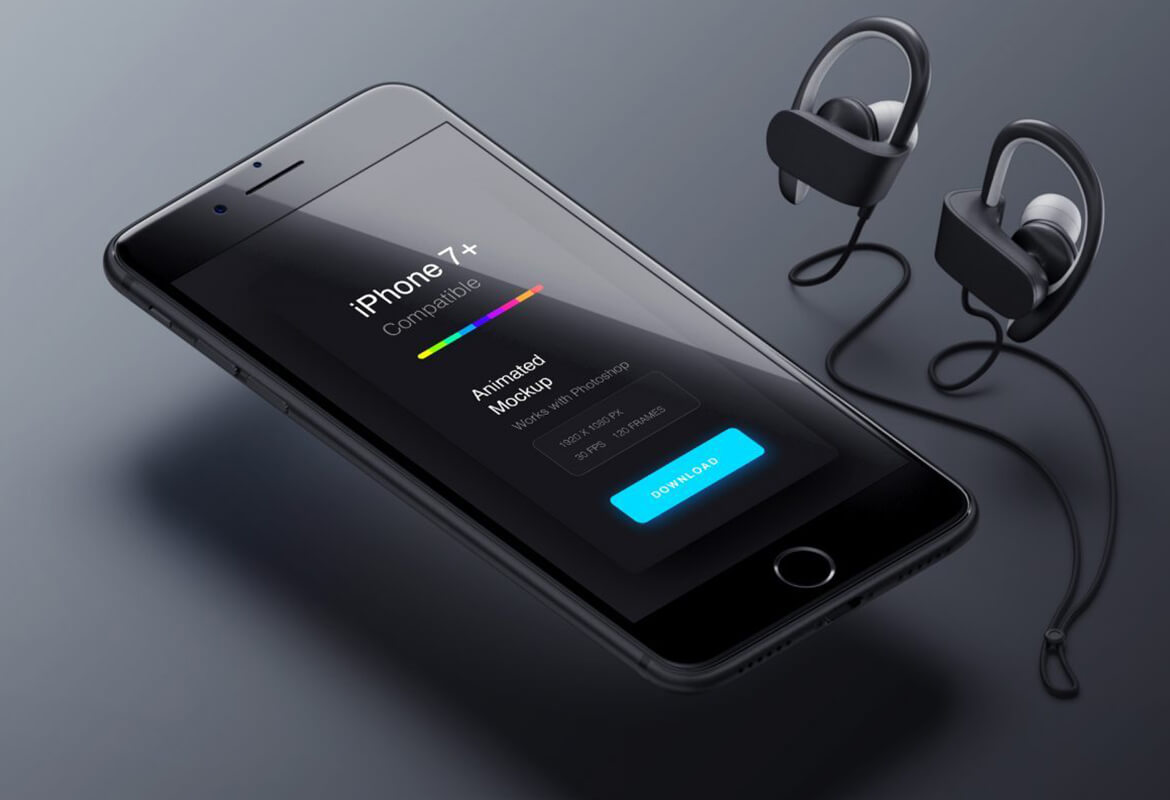 iPhone 7+
Compatible
Animated
Mockup
Works with Photoshop
1920 X 1080 PX
30 FPS 120 FRAMES
DOWNLOAD